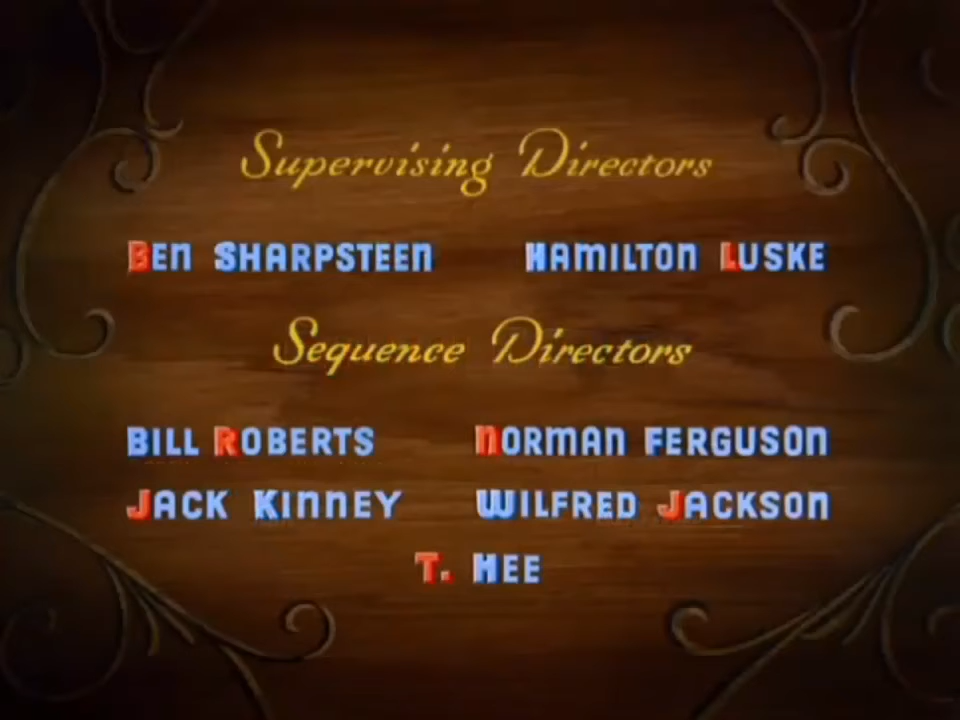 Supervising Directors
BEN SHARPSTEEN HAMILTON LUSKE
Sequence Directors
BILL ROBERTS NORMAN FERGUSON
JACK KINNEY WILFRED JACKSON
T. HEE